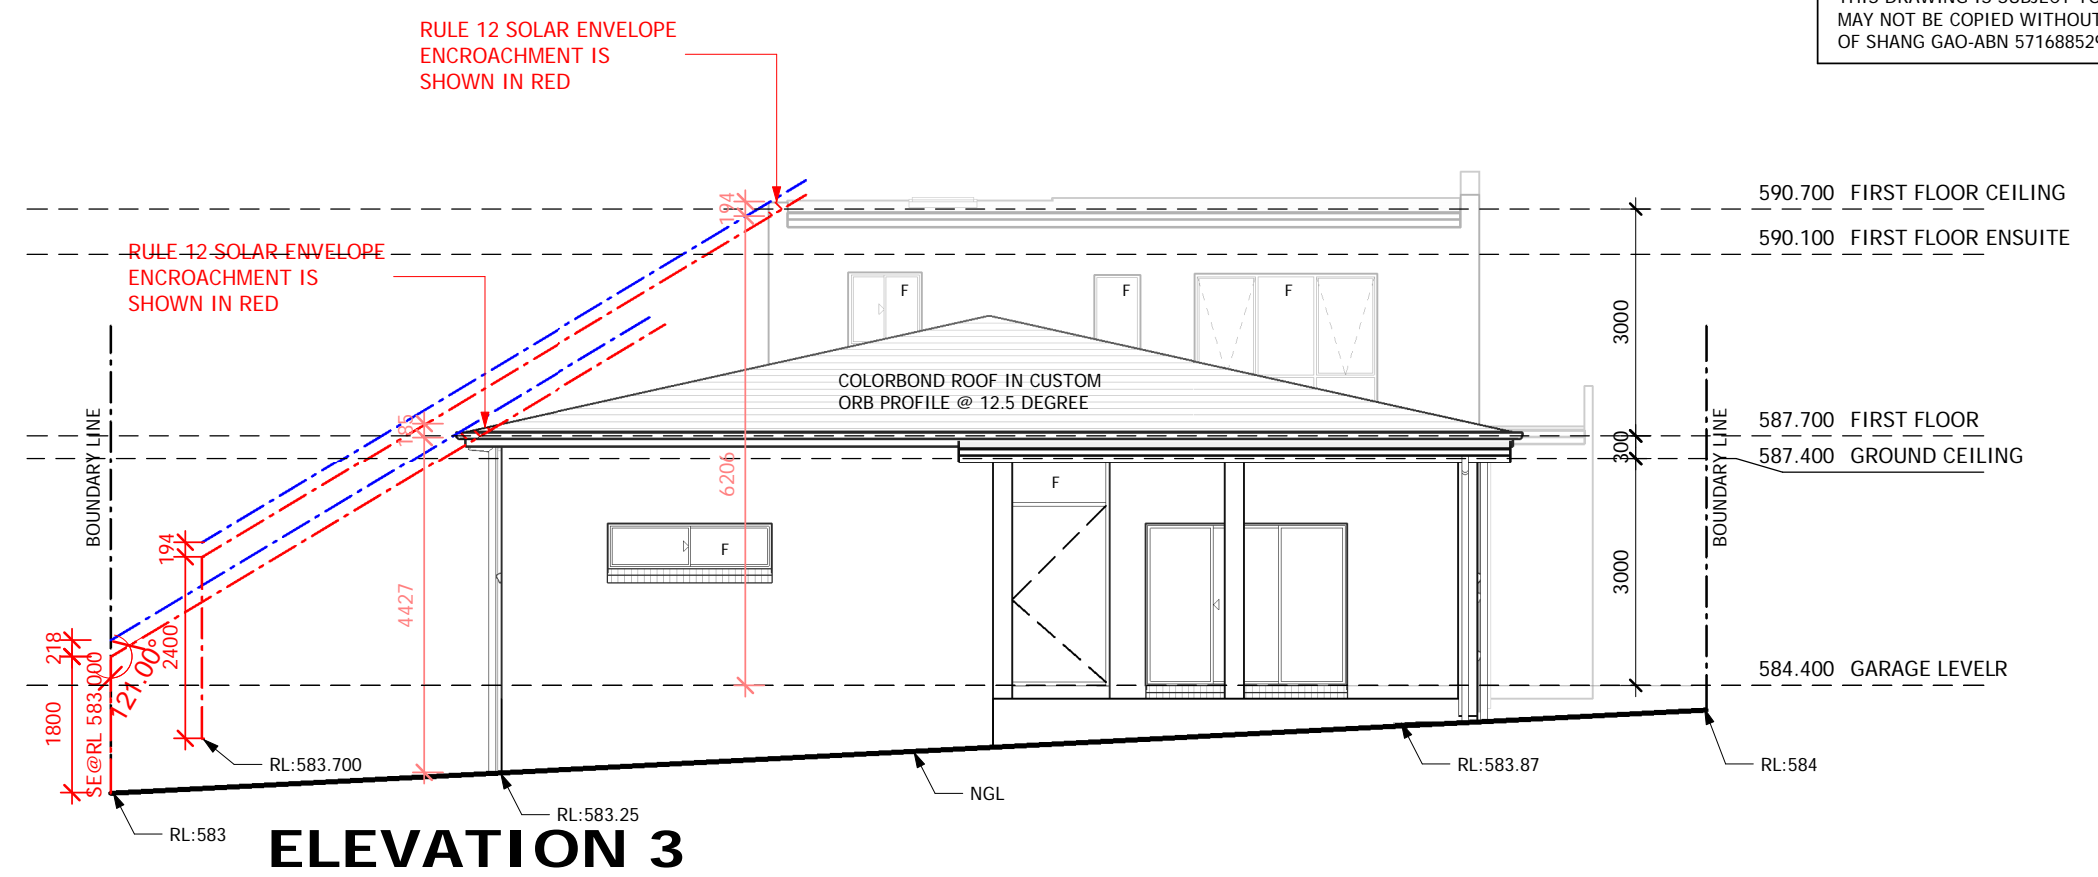 THIS DRAWING IS SUBJECT TO
MAY NOT BE COPIED WITHOUT
OF SHANG GAO-ABN 571688529
RULE 12 SOLAR ENVELOPE
ENCROACHMENT IS
SHOWN IN RED
RULE 12 SOLAR ENVELOPE
ENCROACHMENT IS
SHOWN IN RED
194
590.700 FIRST FLOOR CEILING
590.100 FIRST FLOOR ENSUITE
F
F
F
3000
COLORBOND ROOF IN CUSTOM
ORB PROFILE @ 12.5 DEGREE
BOUNDARY LINE
185
6206
BOUNDARY LINE
587.700 FIRST FLOOR
300
587.400 GROUND CEILING
F
F
194
2400
4427
3000
218
1800
SE@RL 583.000
121.00°
584.400 GARAGE LEVELR
RL:583.700
RL:583.87
RL:584
NGL
RL:583.25
RL:583
ELEVATION 3